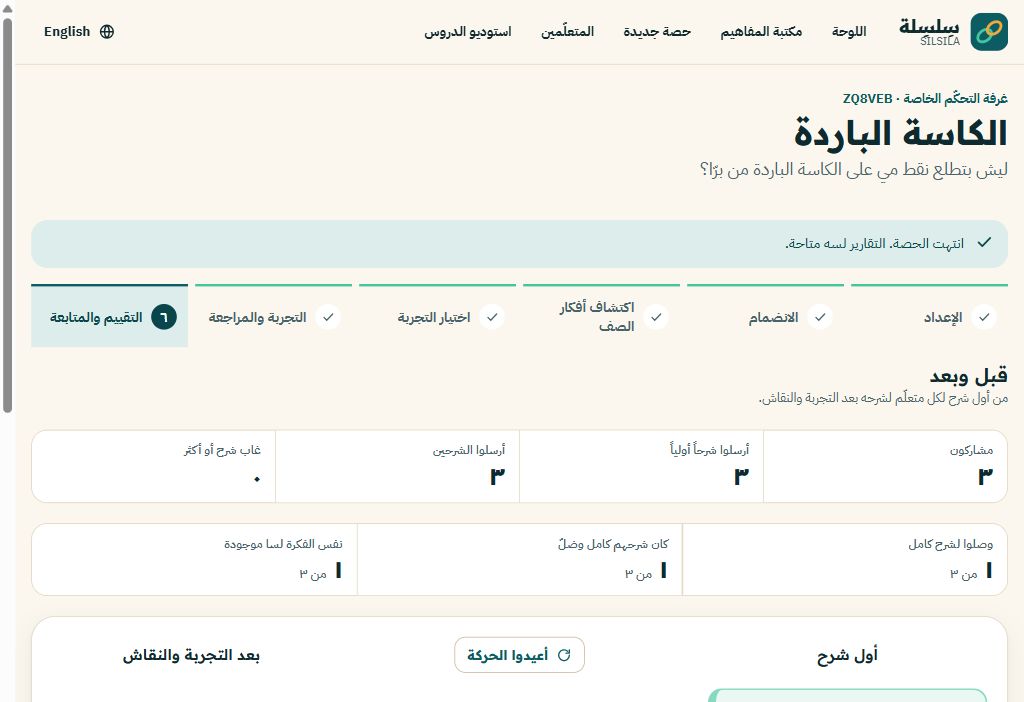 سلسلة
SILSILA
اللوحة
مكتبة المفاهيم
حصة جديدة
المتعلّمين
استوديو الدروس
English
غرفة التحكّم الخاصة · ZQ8VEB
الكاسة الباردة
ليش بتطلع نقط مي على الكاسة الباردة من برّا؟
انتهت الحصة. التقارير لسه متاحة.
الإعداد
الانضمام
اكتشاف أفكار
الصف
اختيار التجربة
التجربة والمراجعة
٦ التقييم والمتابعة
قبل وبعد
من أول شرح لكل متعلّم لشرحه بعد التجربة والنقاش.
مشاركون
٣
أرسلوا شرحاً أولياً
٣
أرسلوا الشرحين
٣
غاب شرح أو أكثر
٠
وصلوا لشرح كامل
١ من ٣
كان شرحهم كامل وضلّ
١ من ٣
نفس الفكرة لسا موجودة
١ من ٣
أول شرح
أعيدوا الحركة
بعد التجربة والنقاش